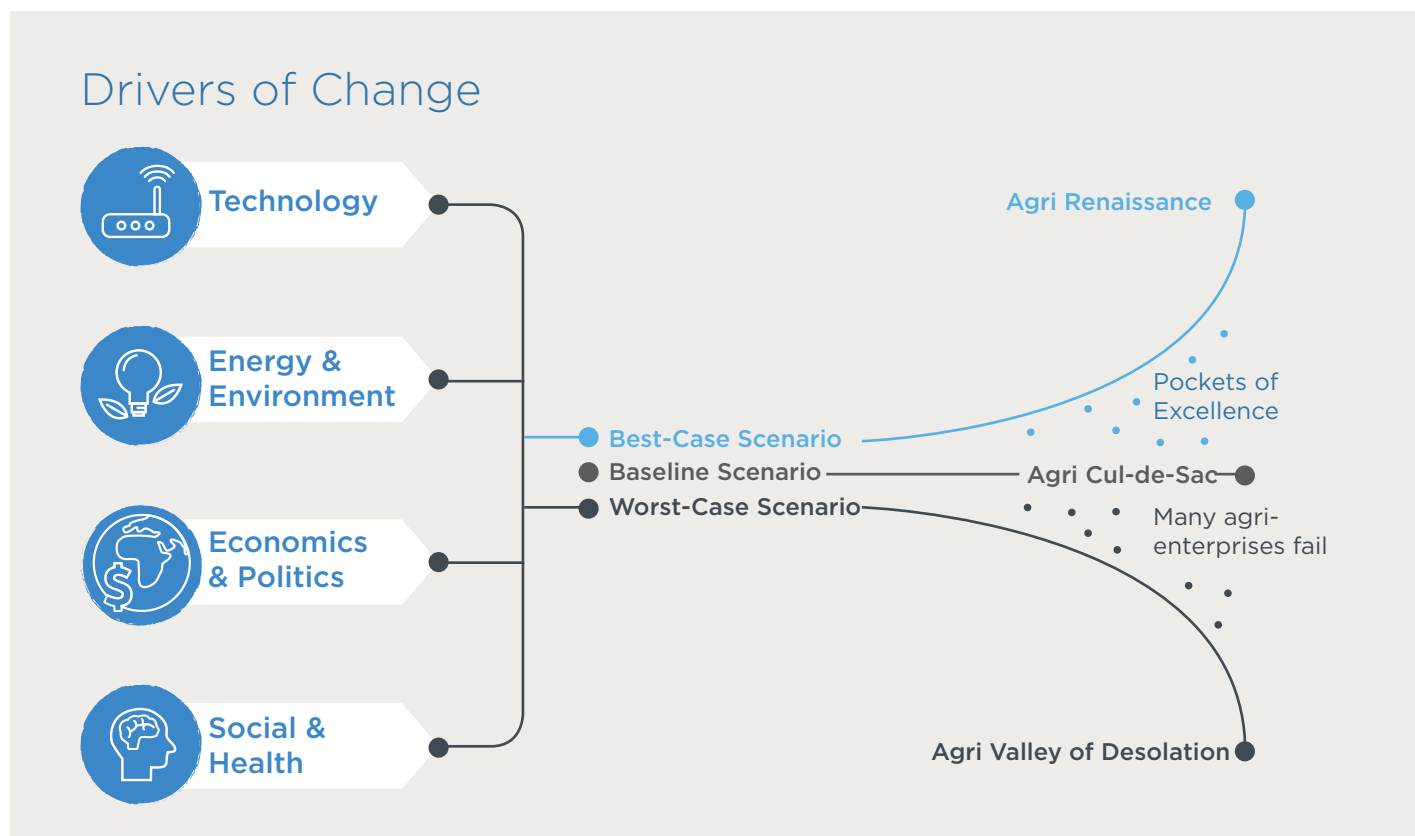 Drivers of Change
Technology
Energy &
Environment
Economics
& Politics
Social &
Health
Best-Case Scenario
Baseline Scenario
Worst-Case Scenario
Agri Renaissance
Pockets of
Excellence
Agri Cul-de-Sac
Many agri-
enterprises fail
Agri Valley of Desolation